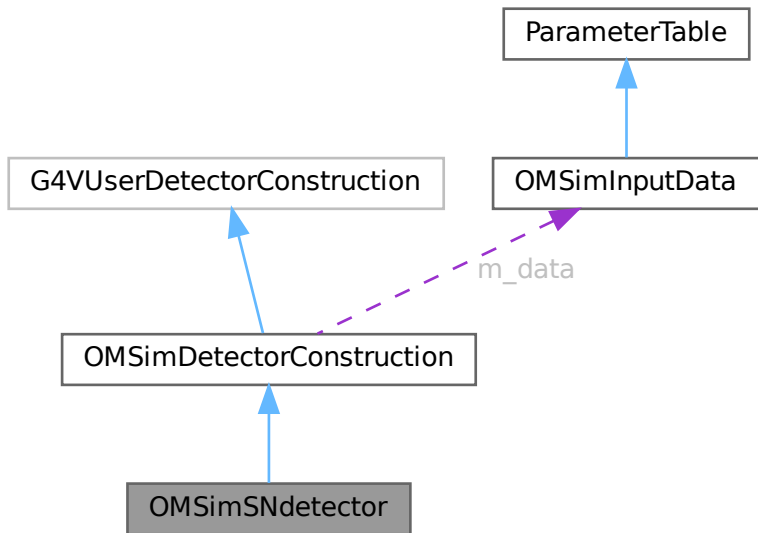 ParameterTable
G4VUserDetectorConstruction
OMSimInputData
m_data
OMSimDetectorConstruction
OMSimSNdetector